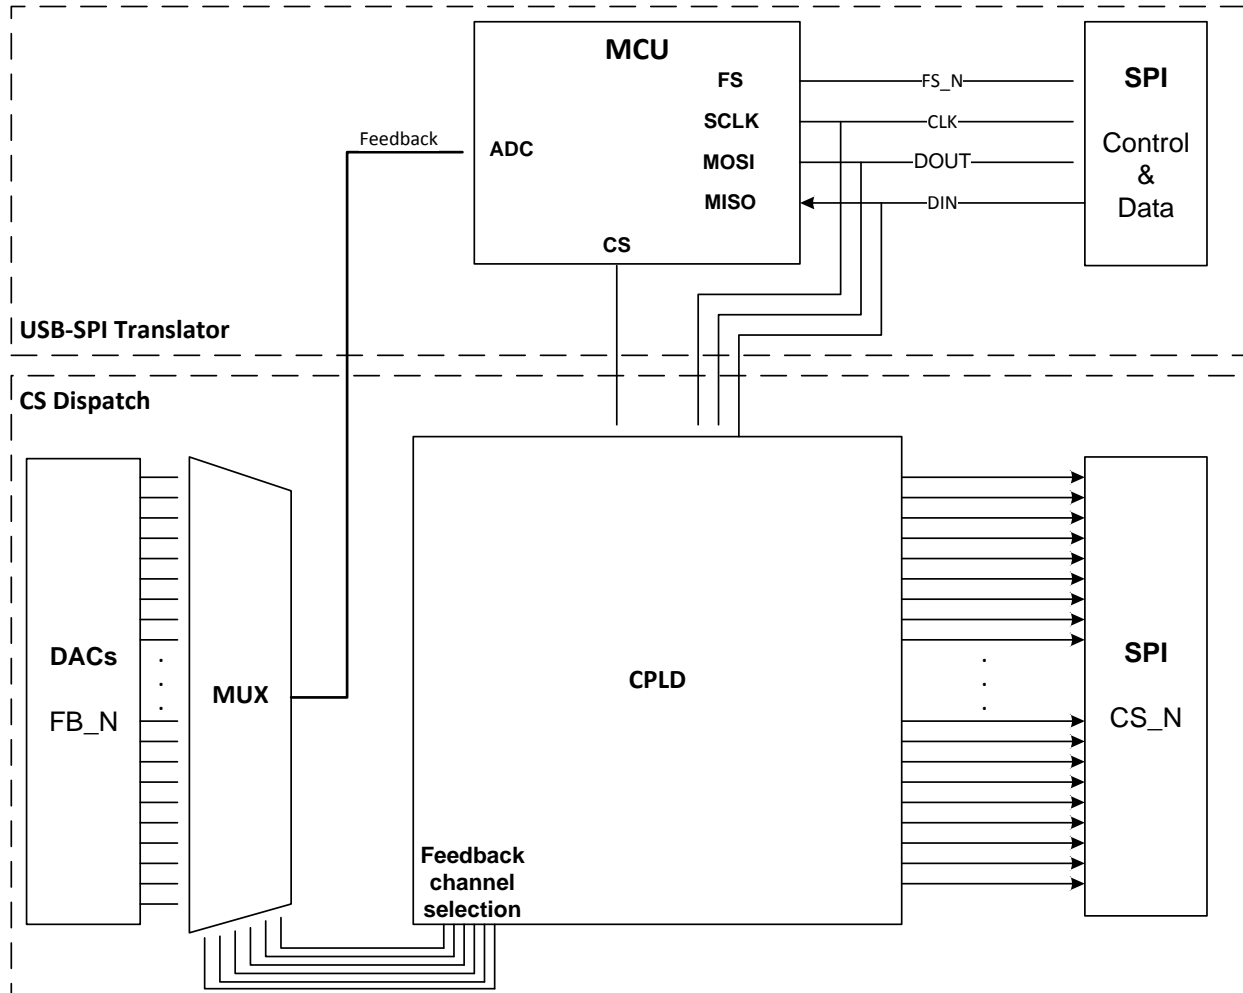 MCU
FS
FS_N
SPI
SCLK
CLK
Feedback
ADC
Control
MOSI
DOUT
&
MISO
DIN
Data
CS
USB-SPI Translator
CS Dispatch
DACs
FB_N
MUX
CPLD
SPI
CS_N
Feedback
channel
selection